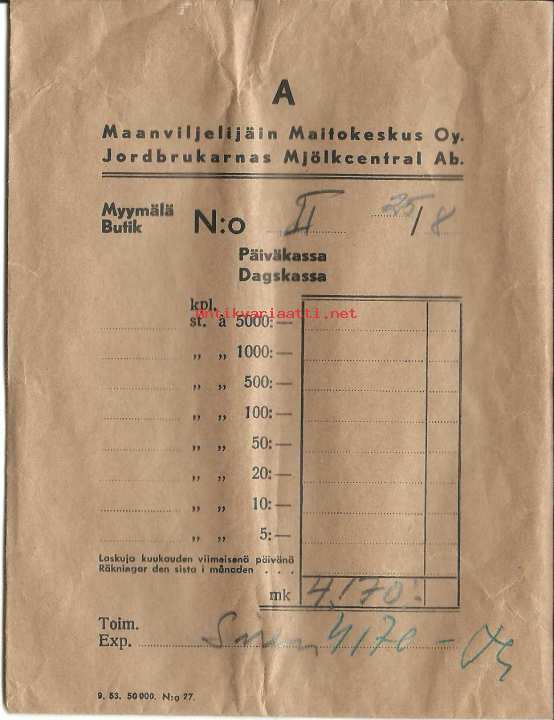 A
Maanviljelijäin Maitokeskus Oy.
Jordbrukarnas Mjölkcentral Ab.
Myymälä
Butik N:o II 25/8
Päiväkassa
Dagskassa
kpl.
Antikvariaatti.net
st. à 5000:—
„ „ 1000:—
„ „ 500:—
„ „ 100:—
„ „ 50:—
„ „ 20:—
„ „ 10:—
„ „ 5:—
Laskuja kuukauden viimeisenä päivänä
Räkningar den sista i månaden . . .
mk 4.170:
Toim.
Exp. 4170 –
9. 53. 50 000. N:o 27.